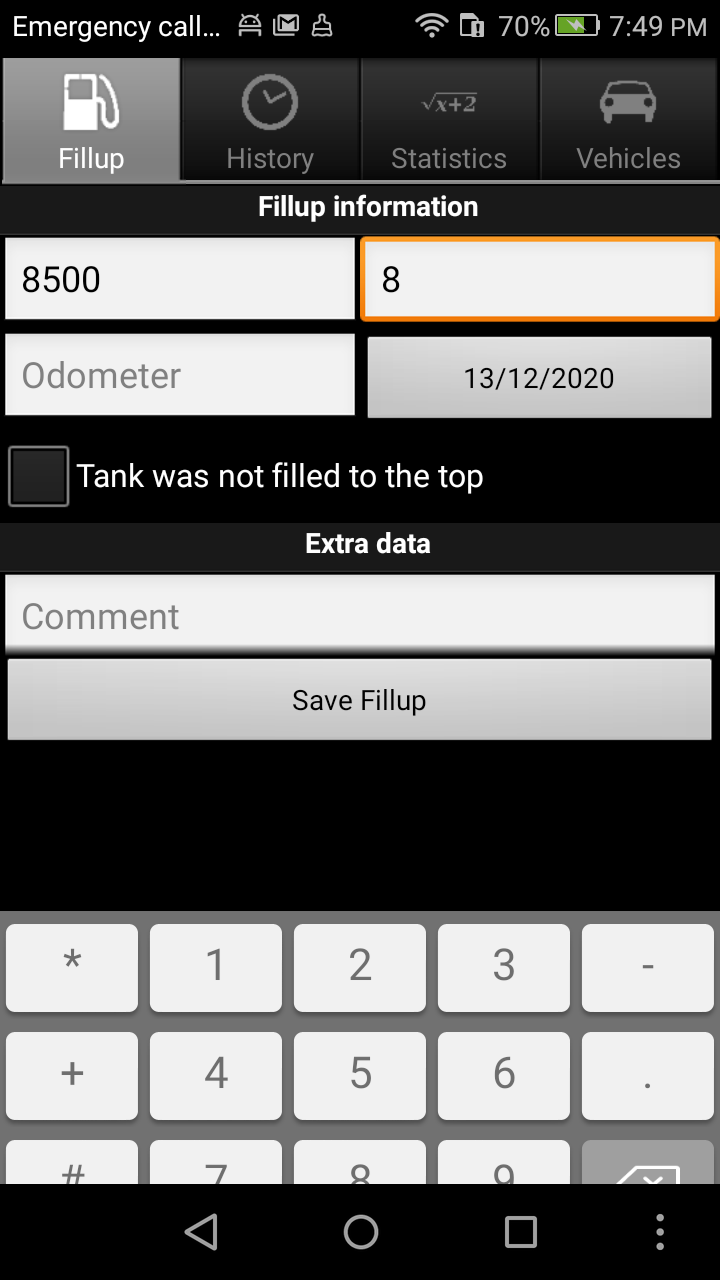 Emergency call... 70% 7:49 PM
√x+2
Fillup History Statistics Vehicles
Fillup information
8500 8
Odometer 13/12/2020
Tank was not filled to the top
Extra data
Comment
Save Fillup
* 1 2 3 -
+ 4 5 6 .
# 7 8 9